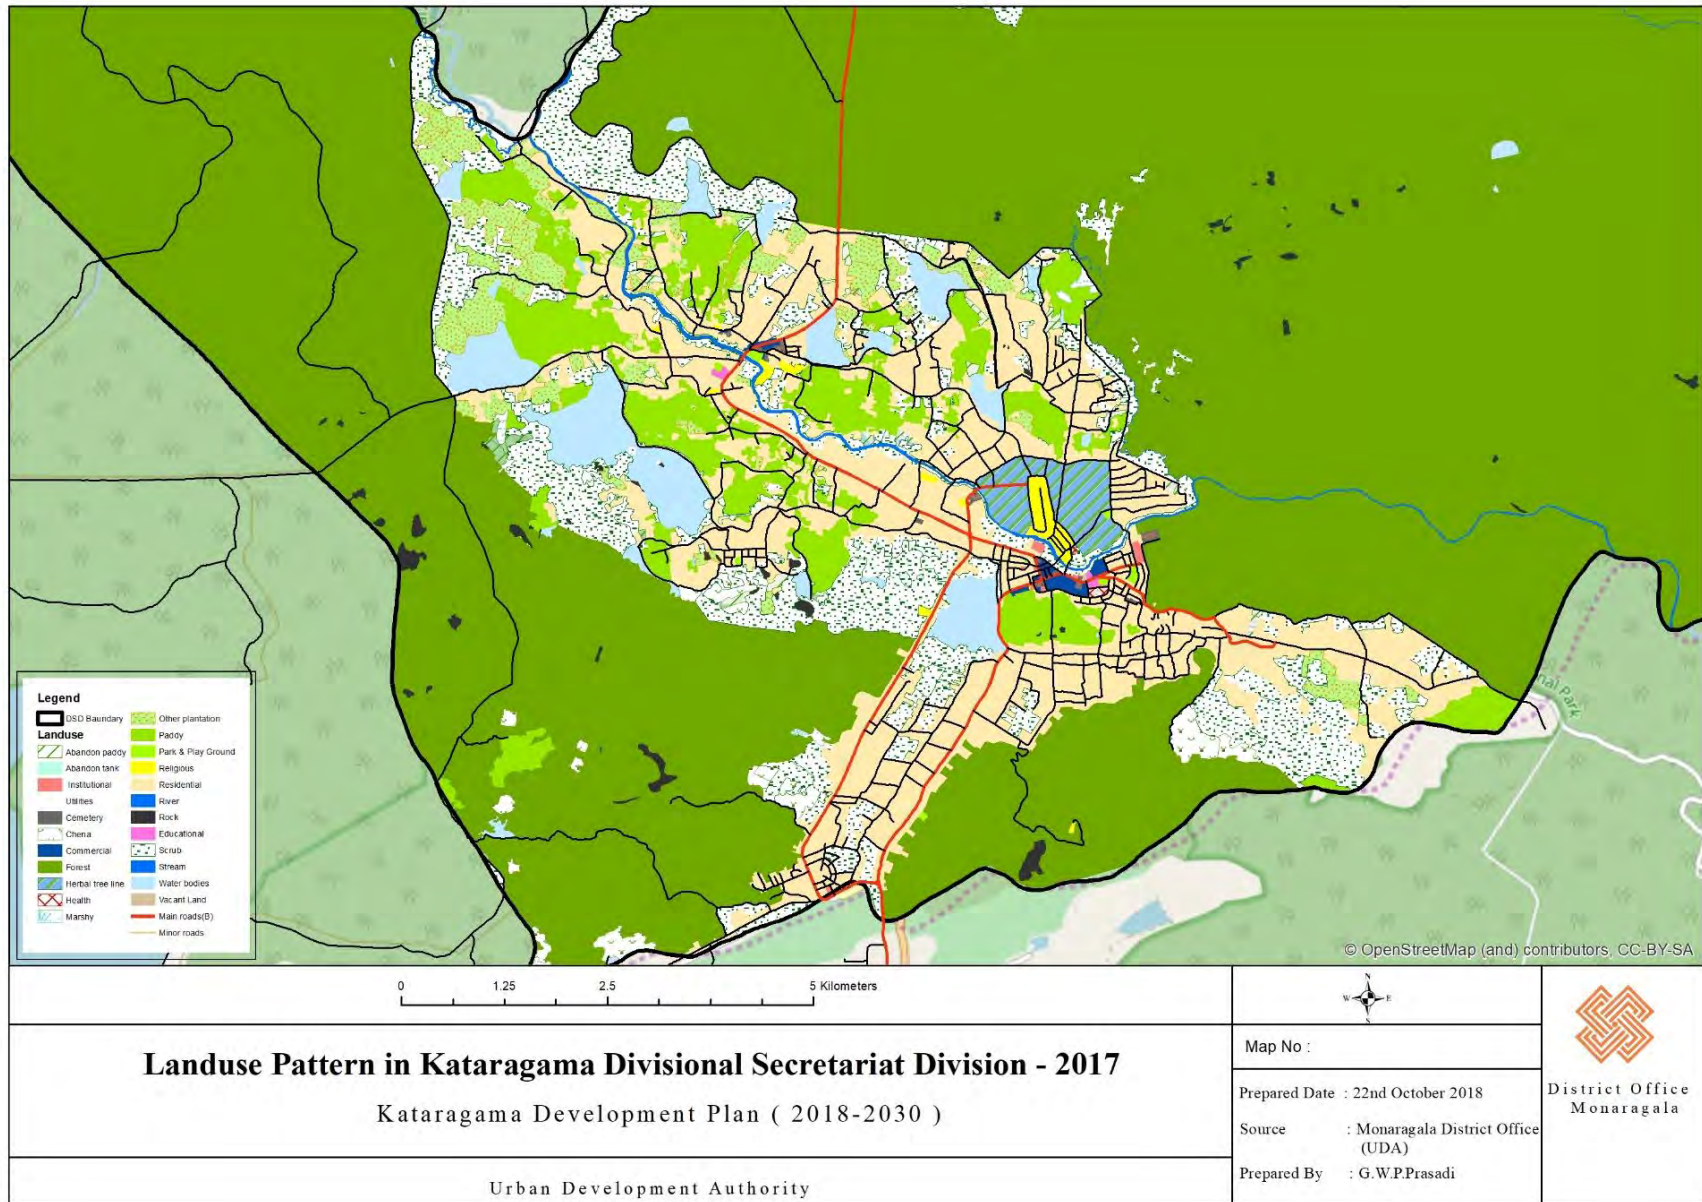 nal Park
Legend
DSD Baundary
Landuse
Abandon paddy
Abandon tank
Institutional
Utilities
Cemetery
Chena
Commercial
Forest
Herbal tree line
Health
Marshy
Other plantation
Paddy
Park & Play Ground
Religious
Residential
River
Rock
Educational
Scrub
Stream
Water bodies
Vacant Land
Main roads(B)
Minor roads
© OpenStreetMap (and) contributors, CC-BY-SA
0 1.25 2.5 5 Kilometers
N
W E
S
Landuse Pattern in Kataragama Divisional Secretariat Division - 2017
Kataragama Development Plan ( 2018-2030 )
Urban Development Authority
Map No :
Prepared Date : 22nd October 2018
Source : Monaragala District Office
(UDA)
Prepared By : G.W.P.Prasadi
District Office
Monaragala